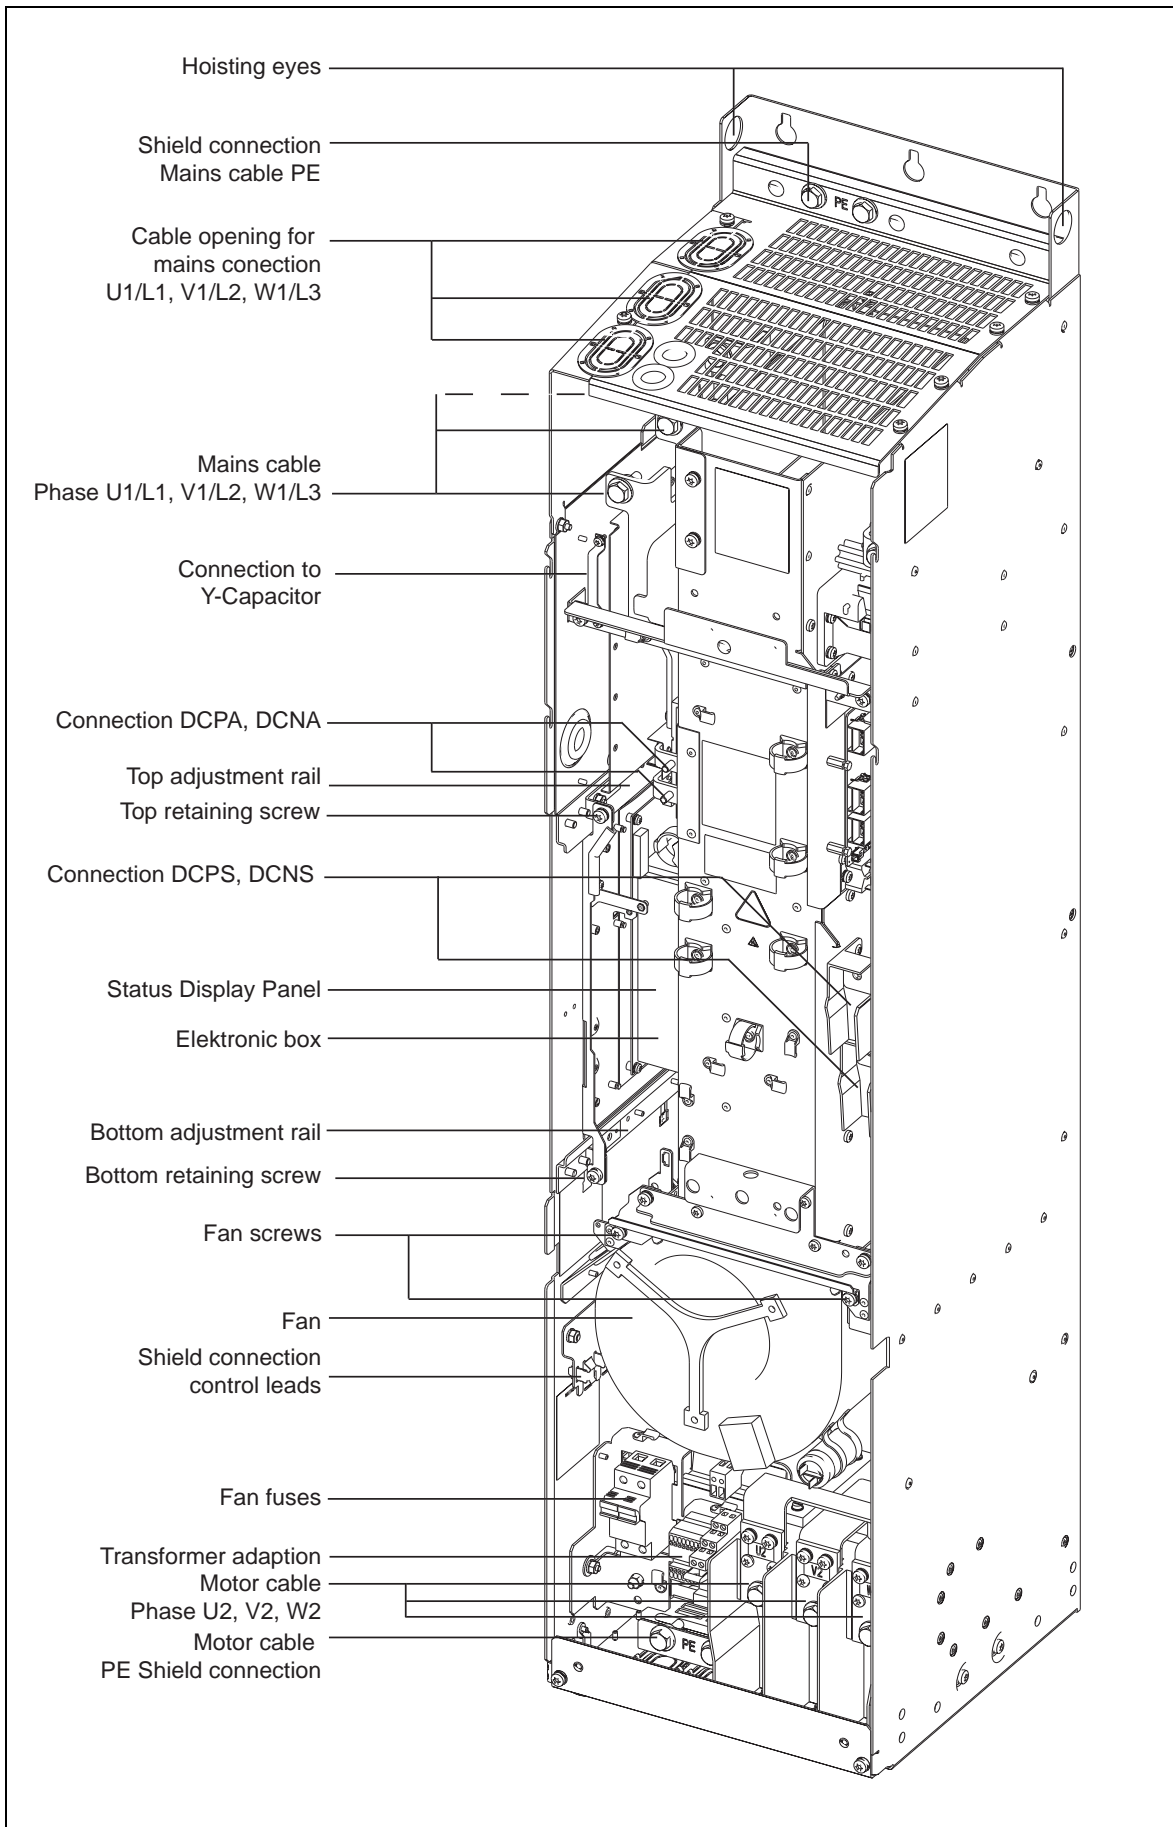 Hoisting eyes
Shield connection
Mains cable PE
PE
Cable opening for
mains conection
U1/L1, V1/L2, W1/L3
Mains cable
Phase U1/L1, V1/L2, W1/L3
Connection to
Y-Capacitor
Connection DCPA, DCNA
Top adjustment rail
Top retaining screw
Connection DCPS, DCNS
Status Display Panel
Elektronic box
Bottom adjustment rail
Bottom retaining screw
Fan screws
Fan
Shield connection
control leads
Fan fuses
Transformer adaption
Motor cable
Phase U2, V2, W2
U2
V2
Motor cable
PE Shield connection
PE